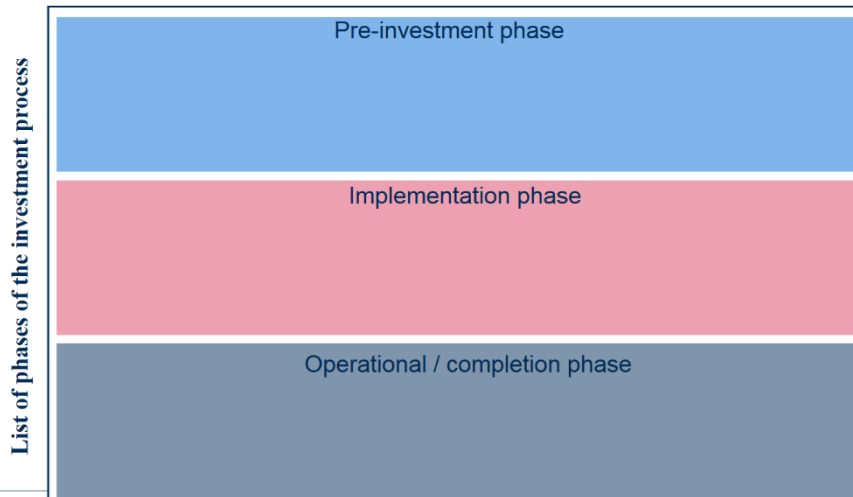 List of phases of the investment process
Pre-investment phase
Implementation phase
Operational / completion phase